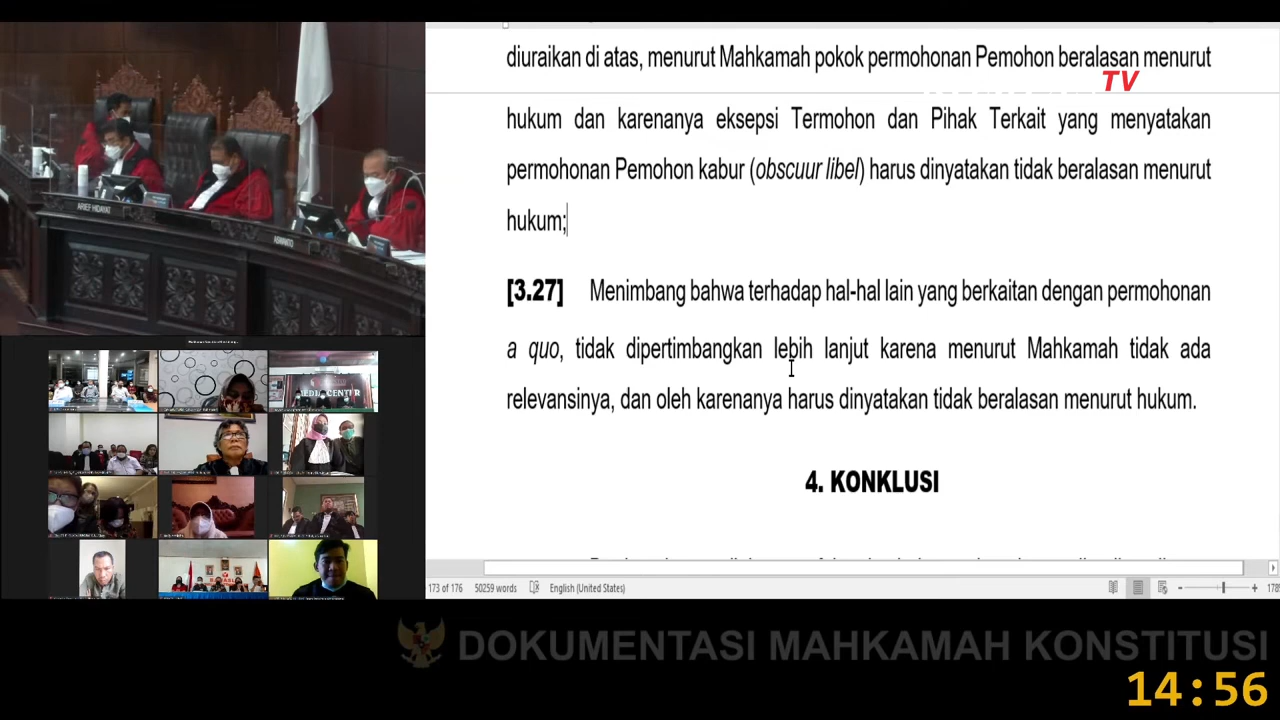 diuraikan di atas, menurut Mahkamah pokok permohonan Pemohon beralasan menurut
TV
hukum dan karenanya eksepsi Termohon dan Pihak Terkait yang menyatakan
permohonan Pemohon kabur (obscuur libel) harus dinyatakan tidak beralasan menurut
hukum;
[3.27] Menimbang bahwa terhadap hal-hal lain yang berkaitan dengan permohonan
a quo, tidak dipertimbangkan lebih lanjut karena menurut Mahkamah tidak ada
relevansinya, dan oleh karenanya harus dinyatakan tidak beralasan menurut hukum.
4. KONKLUSI
173 of 176 50259 words English (United States)
ARIEF HIDAYAT
ASWANTO
MEDIA CENTER
DOKUMENTASI MAHKAMAH KONSTITUSI
14:56